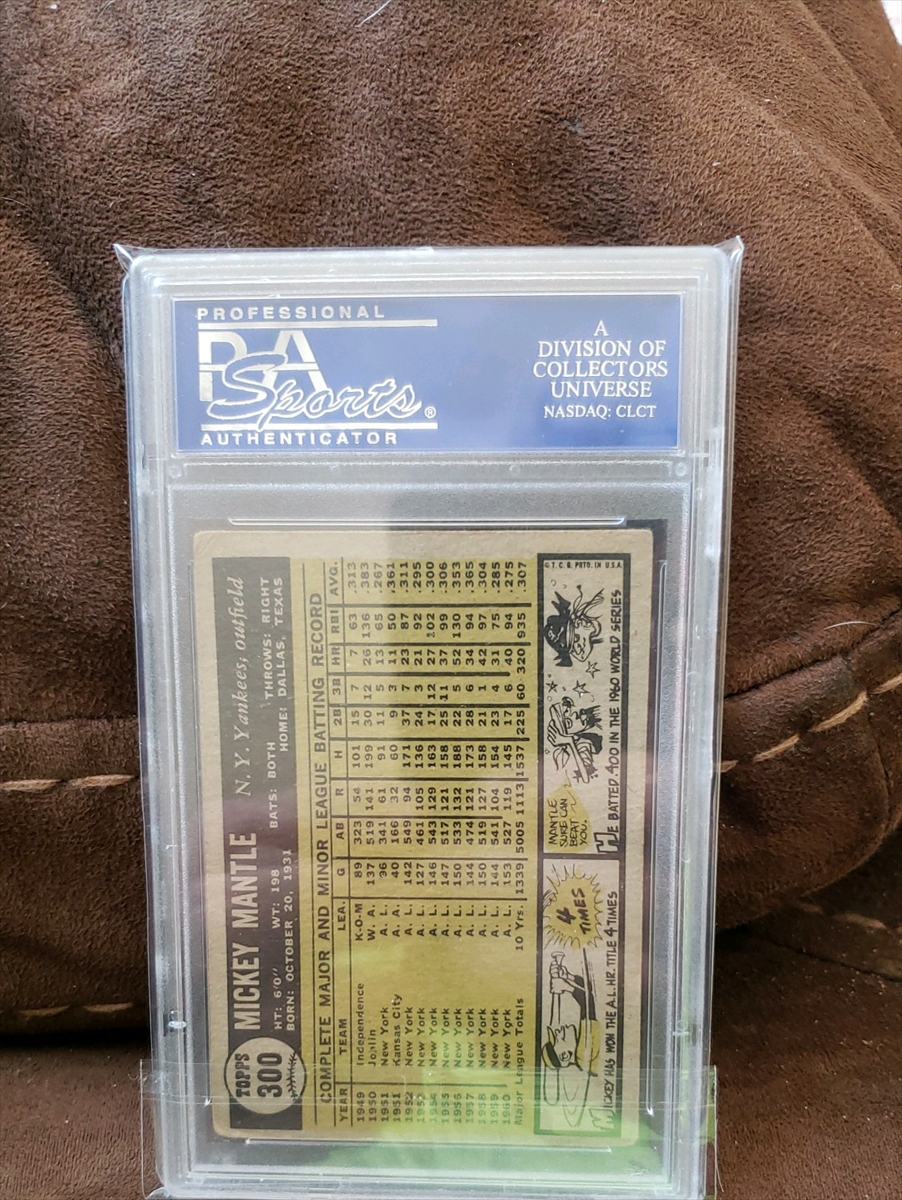 PROFESSIONAL
PSA
Sports®
AUTHENTICATOR
A
DIVISION OF
COLLECTORS
UNIVERSE
NASDAQ: CLCT
TOPPS
300
MICKEY MANTLE N. Y. Yankees, outfield
HT: 6'0" WT: 198 BATS: BOTH THROWS: RIGHT
BORN: OCTOBER 20, 1931 HOME: DALLAS, TEXAS
COMPLETE MAJOR AND MINOR LEAGUE BATTING RECORD
YEAR TEAM LEA. G AB R H 2B 3B HR RBI AVG.
1949 Independence K-O-M 89 323 54 101 15 7 7 63 .313
1950 Joplin W. A. 137 519 141 199 30 12 26 136 .383
1951 New York A. L. 96 341 61 91 11 5 13 65 .267
1951 Kansas City A. A. 40 166 32 60 9 3 11 50 .361
1952 New York A. L. 142 549 94 171 37 7 23 87 .311
1953 New York A. L. 127 461 105 136 24 3 21 92 .295
1954 New York A. L. 146 543 129 163 17 12 27 102 .300
1955 New York A. L. 147 517 121 158 25 11 37 99 .306
1956 New York A. L. 150 533 132 188 22 5 52 130 .353
1957 New York A. L. 144 474 121 173 28 6 34 94 .365
1958 New York A. L. 150 519 127 158 21 1 42 97 .304
1959 New York A. L. 144 541 104 154 23 4 31 75 .285
1960 New York A. L. 153 527 119 145 17 6 40 94 .275
Major League Totals 10 Yrs. 1339 5005 1113 1537 225 60 320 935 .307
4
TIMES
MICKEY HAS WON THE A.L. HR. TITLE 4 TIMES
MANTLE
SURE CAN
BEAT
YOU.
HE BATTED .400 IN THE 1960 WORLD SERIES
© T. C. G. PRTD. IN U.S.A.